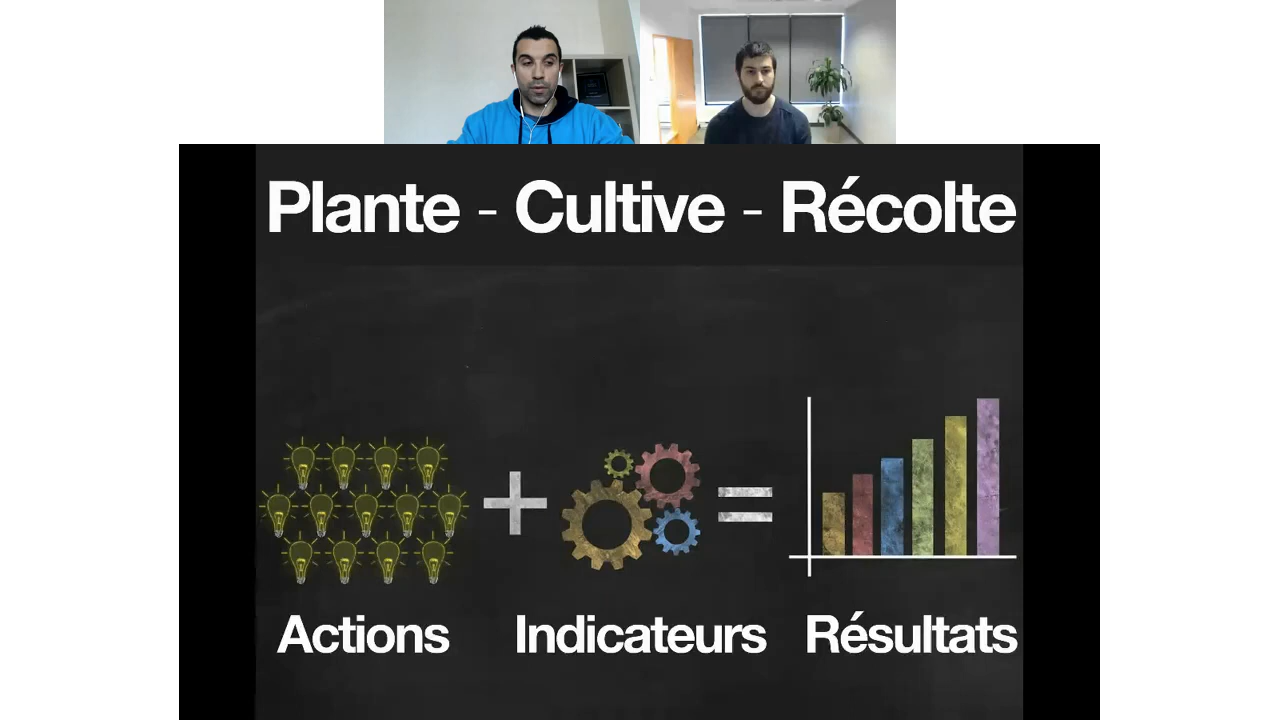 Plante - Cultive - Récolte
Actions
Indicateurs
Résultats